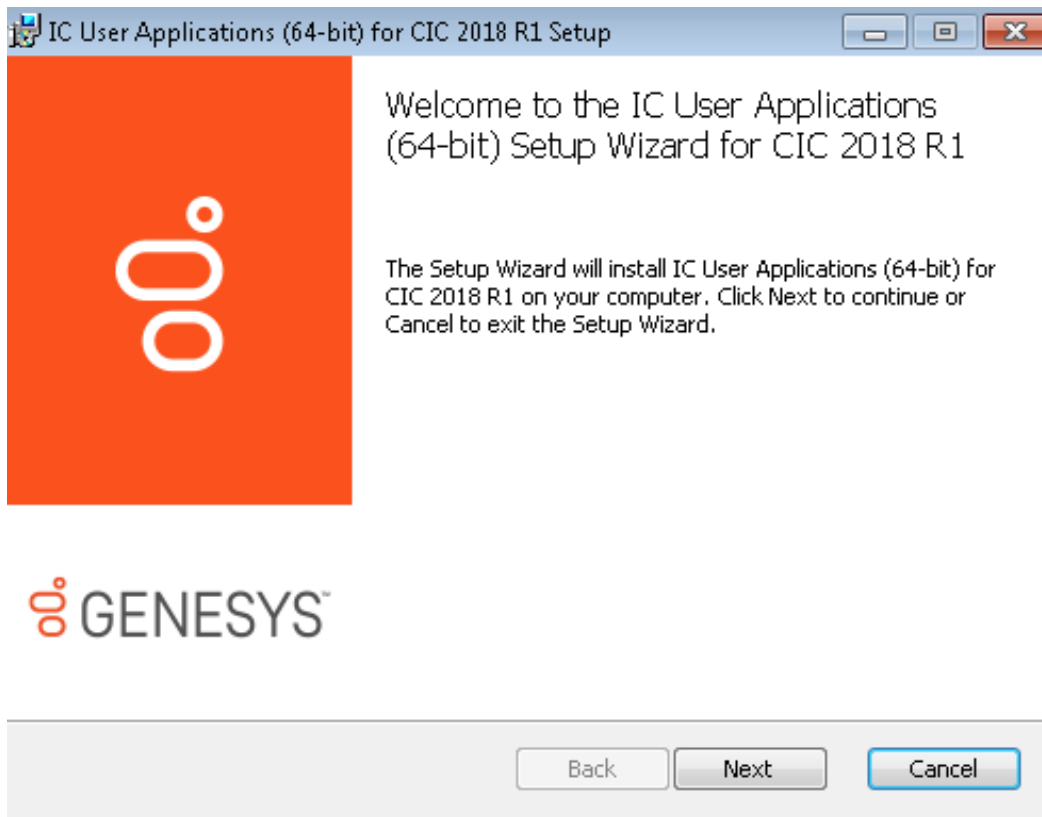 IC User Applications (64-bit) for CIC 2018 R1 Setup
Welcome to the IC User Applications
(64-bit) Setup Wizard for CIC 2018 R1
The Setup Wizard will install IC User Applications (64-bit) for
CIC 2018 R1 on your computer. Click Next to continue or
Cancel to exit the Setup Wizard.
GENESYS™
Back Next Cancel